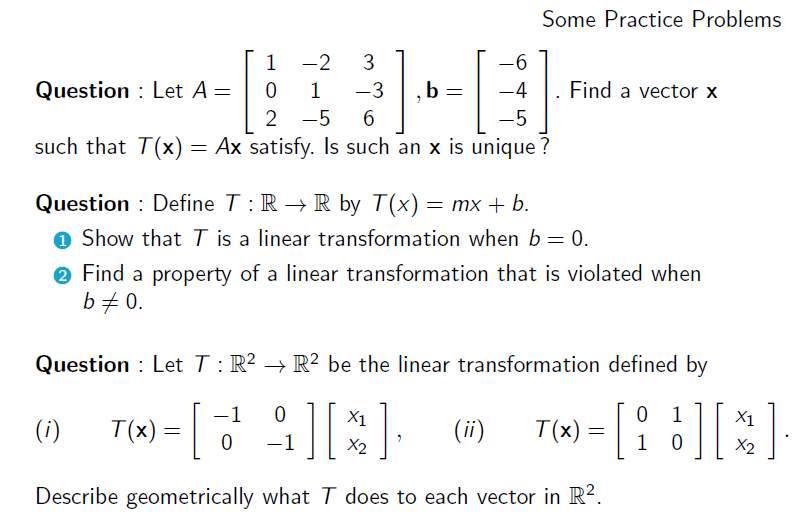 Some Practice Problems
Question : Let A = [ 1 −2 3 ; 0 1 −3 ; 2 −5 6 ], b = [ −6 ; −4 ; −5 ]. Find a vector x
such that T(x) = Ax satisfy. Is such an x is unique?
Question : Define T : ℝ → ℝ by T(x) = mx + b.
1 Show that T is a linear transformation when b = 0.
2 Find a property of a linear transformation that is violated when
b ≠ 0.
Question : Let T : ℝ² → ℝ² be the linear transformation defined by
(i) T(x) = [ −1 0 ; 0 −1 ] [ x₁ ; x₂ ], (ii) T(x) = [ 0 1 ; 1 0 ] [ x₁ ; x₂ ].
Describe geometrically what T does to each vector in ℝ².